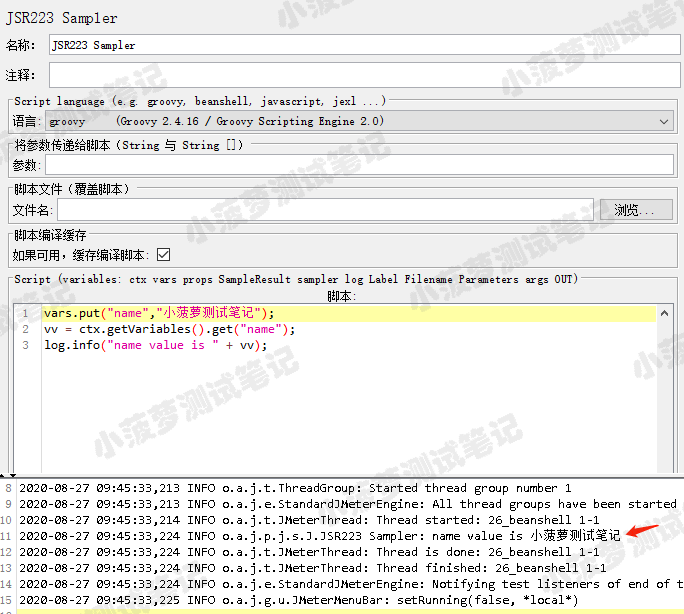 JSR223 Sampler
名称: JSR223 Sampler
注释:
Script language (e.g. groovy, beanshell, javascript, jexl ...)
语言: groovy (Groovy 2.4.16 / Groovy Scripting Engine 2.0)
将参数传递给脚本（String 与 String []）
参数:
脚本文件（覆盖脚本）
文件名: 浏览...
脚本编译缓存
如果可用，缓存编译脚本:
Script (variables: ctx vars props SampleResult sampler log Label Filename Parameters args OUT)
脚本:
1 vars.put("name","小菠萝测试笔记");
2 vv = ctx.getVariables().get("name");
3 log.info("name value is " + vv);
8 2020-08-27 09:45:33,213 INFO o.a.j.t.ThreadGroup: Started thread group number 1
9 2020-08-27 09:45:33,213 INFO o.a.j.e.StandardJMeterEngine: All thread groups have been started
10 2020-08-27 09:45:33,214 INFO o.a.j.t.JMeterThread: Thread started: 26_beanshell 1-1
11 2020-08-27 09:45:33,224 INFO o.a.j.p.j.s.J.JSR223 Sampler: name value is 小菠萝测试笔记
12 2020-08-27 09:45:33,224 INFO o.a.j.t.JMeterThread: Thread is done: 26_beanshell 1-1
13 2020-08-27 09:45:33,224 INFO o.a.j.t.JMeterThread: Thread finished: 26_beanshell 1-1
14 2020-08-27 09:45:33,224 INFO o.a.j.e.StandardJMeterEngine: Notifying test listeners of end of t
15 2020-08-27 09:45:33,225 INFO o.a.j.g.u.JMeterMenuBar: setRunning(false, *local*)
小菠萝测试笔记